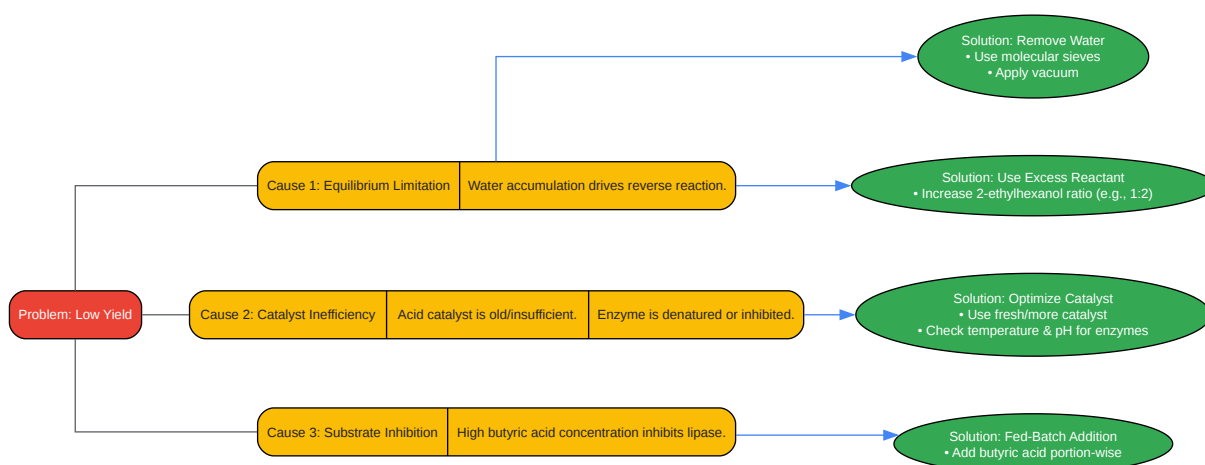 Solution: Remove Water
• Use molecular sieves
• Apply vacuum
Cause 1: Equilibrium Limitation
Water accumulation drives reverse reaction.
Solution: Use Excess Reactant
• Increase 2-ethylhexanol ratio (e.g., 1:2)
Problem: Low Yield
Cause 2: Catalyst Inefficiency
Acid catalyst is old/insufficient.
Enzyme is denatured or inhibited.
Solution: Optimize Catalyst
• Use fresh/more catalyst
• Check temperature & pH for enzymes
Cause 3: Substrate Inhibition
High butyric acid concentration inhibits lipase.
Solution: Fed-Batch Addition
• Add butyric acid portion-wise